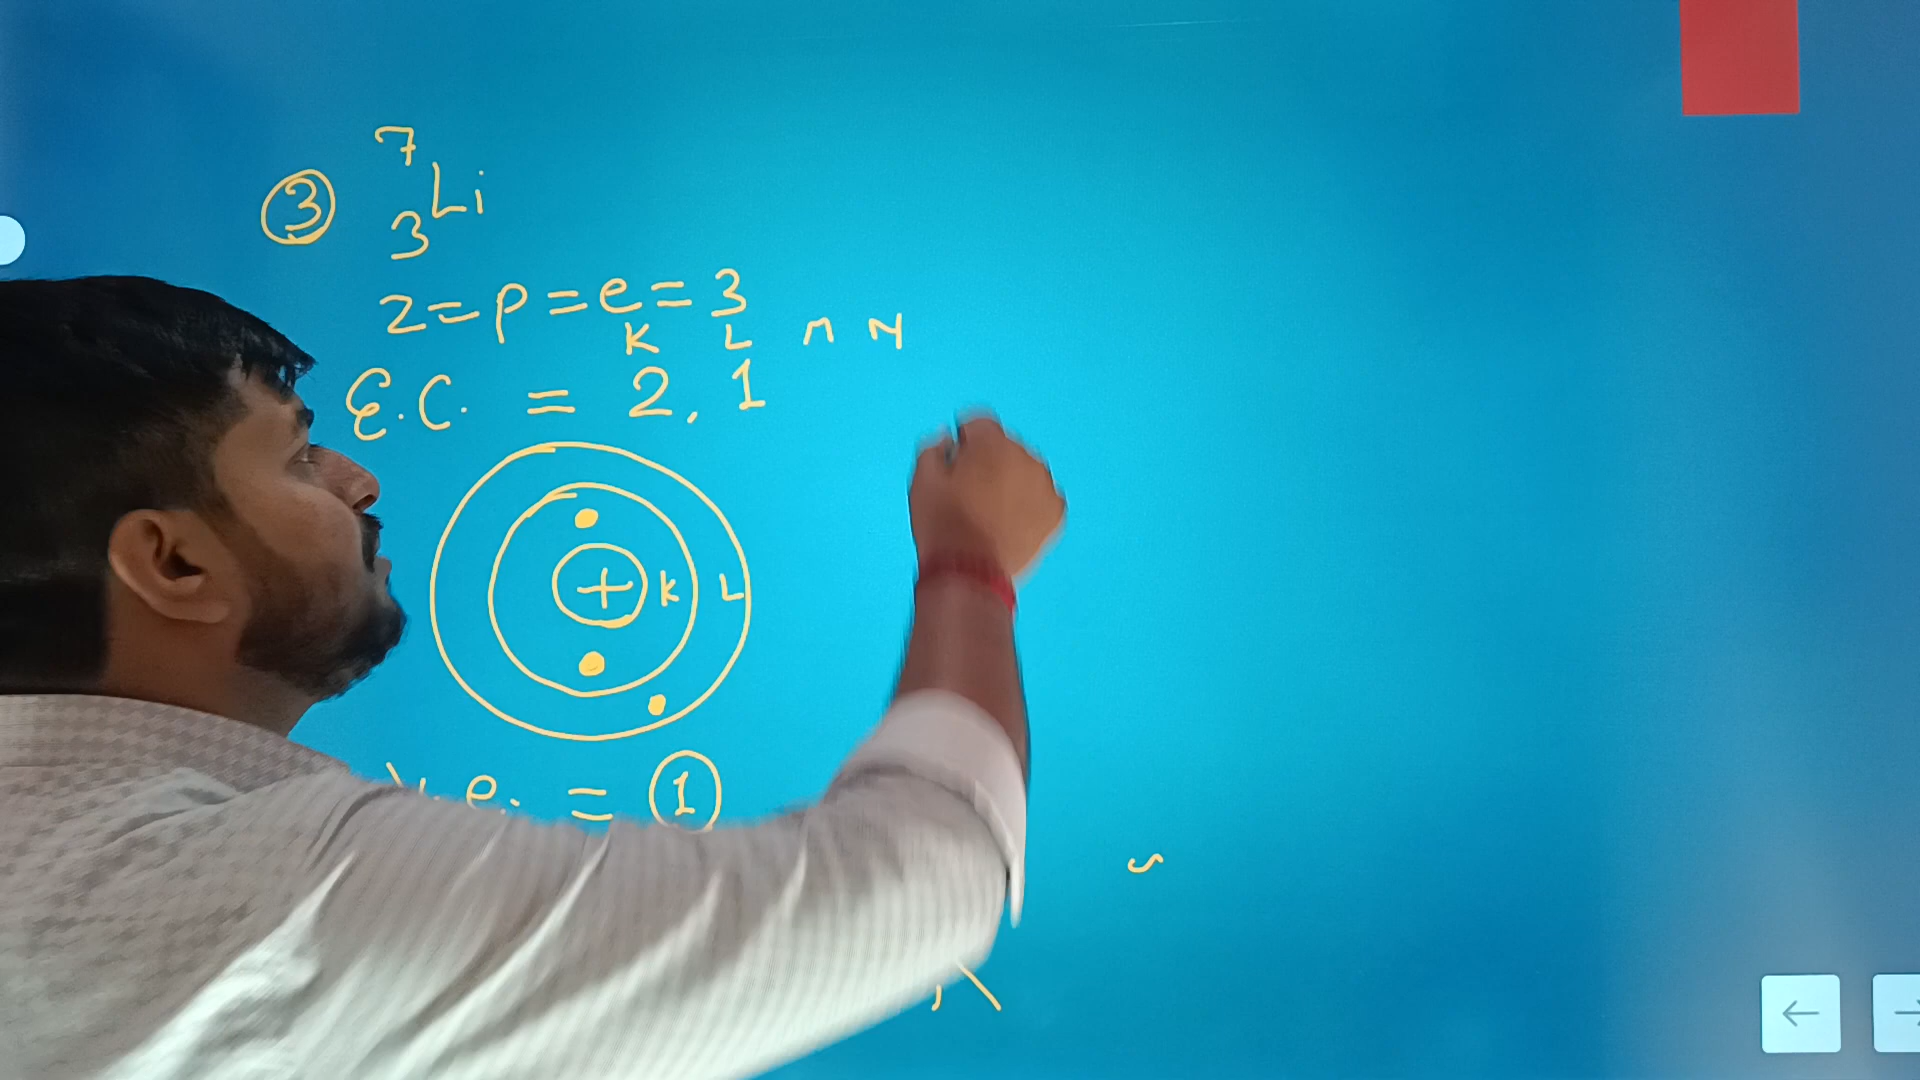 ③ ⁷₃Li
z = p = e = 3
K L M N
E.C. = 2, 1
+ K L
e. = ①